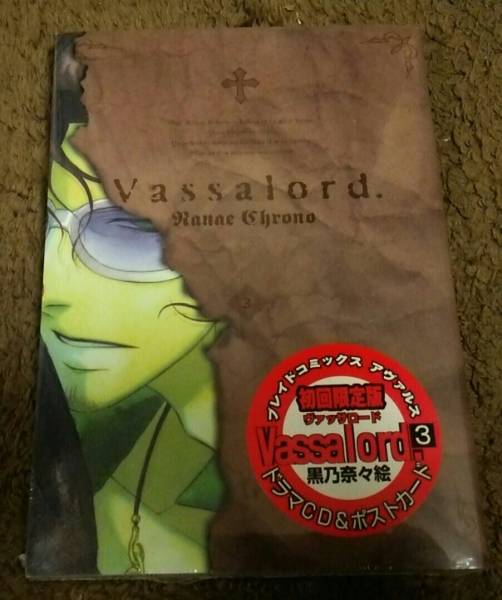 Vassalord.
Nanae Chrono
3
ブレイドコミックス アヴァルス
初回限定版
ヴァッサロード
Vassalord.3
黒乃奈々絵
ドラマCD&ポストカード